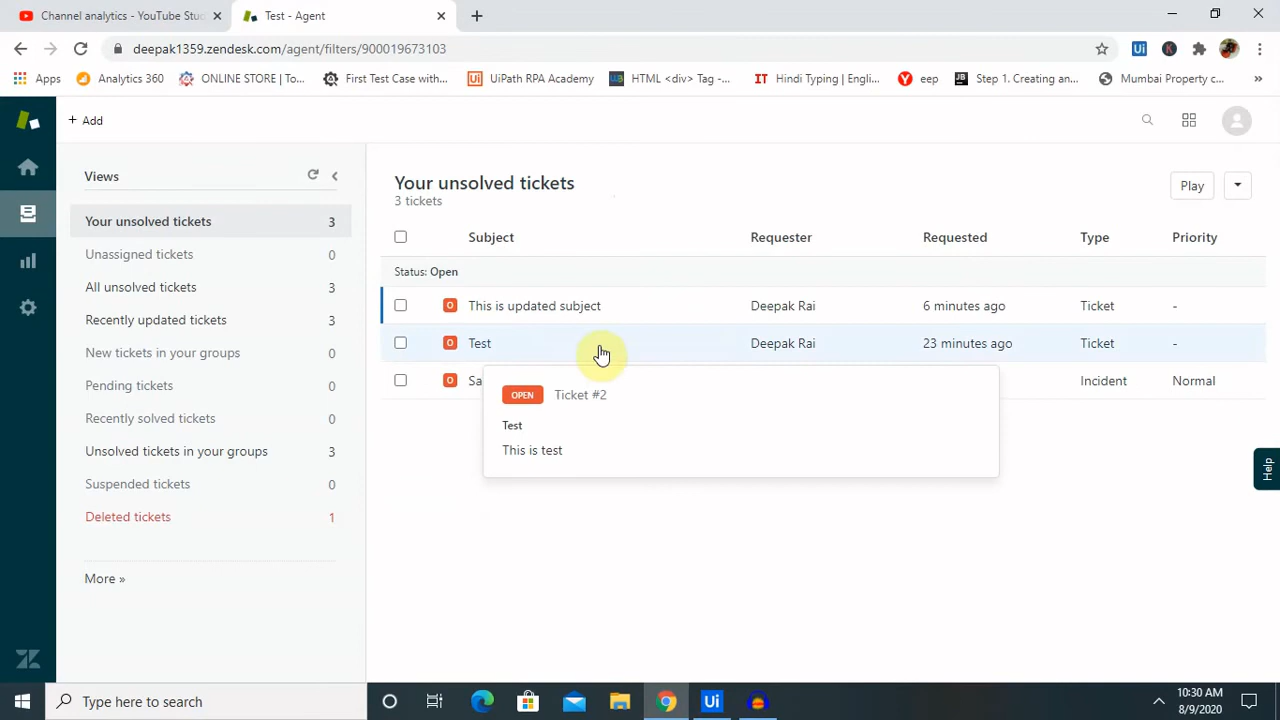 Channel analytics - YouTube Stud
Test - Agent
deepak1359.zendesk.com/agent/filters/900019673103
Apps
Analytics 360
ONLINE STORE | To...
First Test Case with...
UiPath RPA Academy
HTML <div> Tag -...
IT Hindi Typing | Engli...
eep
JB Step 1. Creating an...
Mumbai Property c...
»
+ Add
Views
Your unsolved tickets 3
Unassigned tickets 0
All unsolved tickets 3
Recently updated tickets 3
New tickets in your groups 0
Pending tickets 0
Recently solved tickets 0
Unsolved tickets in your groups 3
Suspended tickets 0
Deleted tickets 1
More »
Your unsolved tickets
3 tickets
Play
Subject Requester Requested Type Priority
Status: Open
O This is updated subject Deepak Rai 6 minutes ago Ticket -
O Test Deepak Rai 23 minutes ago Ticket -
O Sa Incident Normal
OPEN Ticket #2
Test
This is test
Help
Type here to search
Ui
10:30 AM
8/9/2020